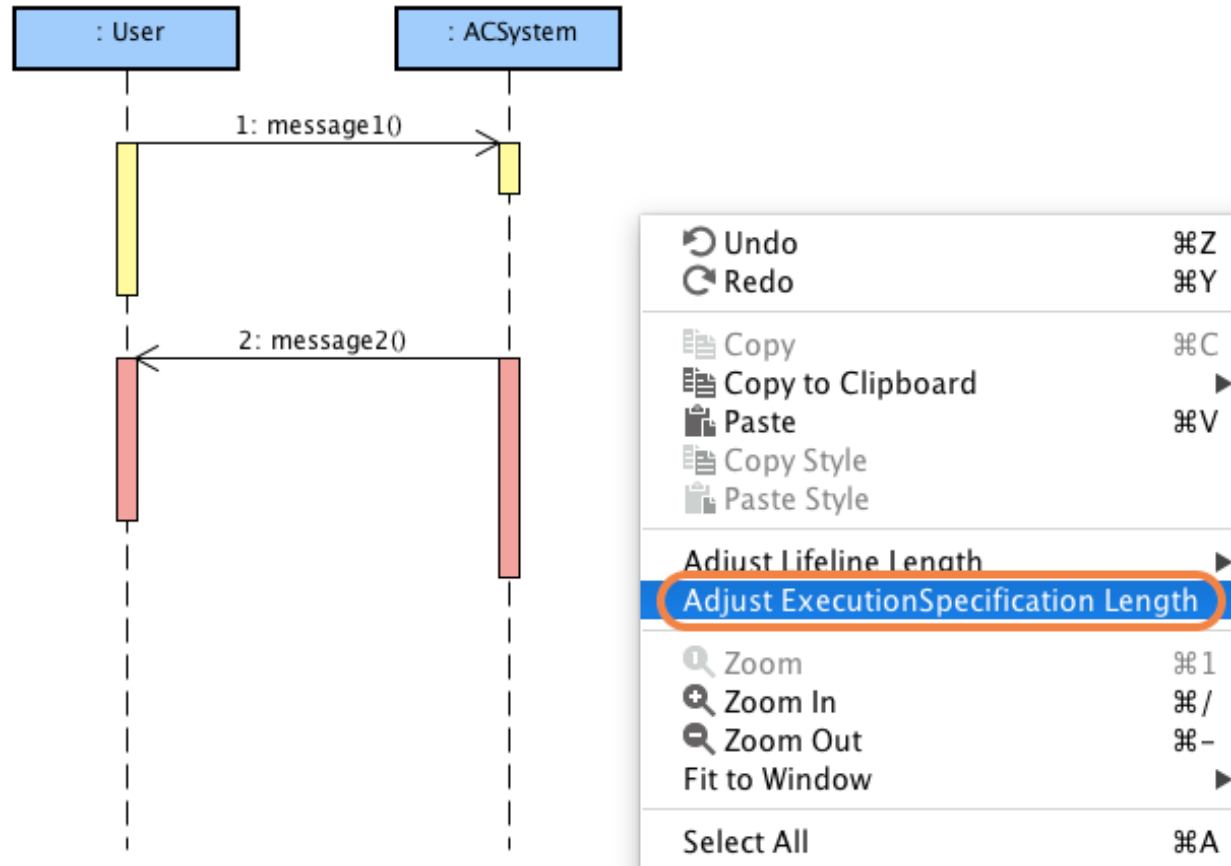 : User
: ACSystem
1: message1()
2: message2()
Undo ⌘Z
Redo ⌘Y
Copy ⌘C
Copy to Clipboard
Paste ⌘V
Copy Style
Paste Style
Adjust Lifeline Length
Adjust ExecutionSpecification Length
Zoom ⌘1
Zoom In ⌘/
Zoom Out ⌘-
Fit to Window
Select All ⌘A